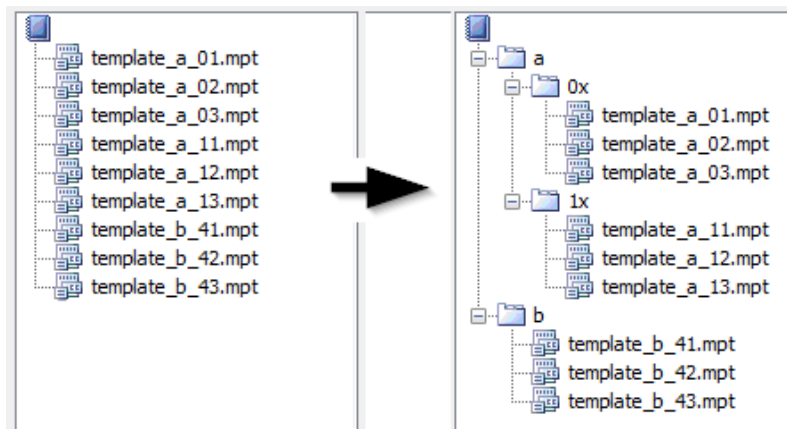 template_a_01.mpt
template_a_02.mpt
template_a_03.mpt
template_a_11.mpt
template_a_12.mpt
template_a_13.mpt
template_b_41.mpt
template_b_42.mpt
template_b_43.mpt
a
0x
template_a_01.mpt
template_a_02.mpt
template_a_03.mpt
1x
template_a_11.mpt
template_a_12.mpt
template_a_13.mpt
b
template_b_41.mpt
template_b_42.mpt
template_b_43.mpt